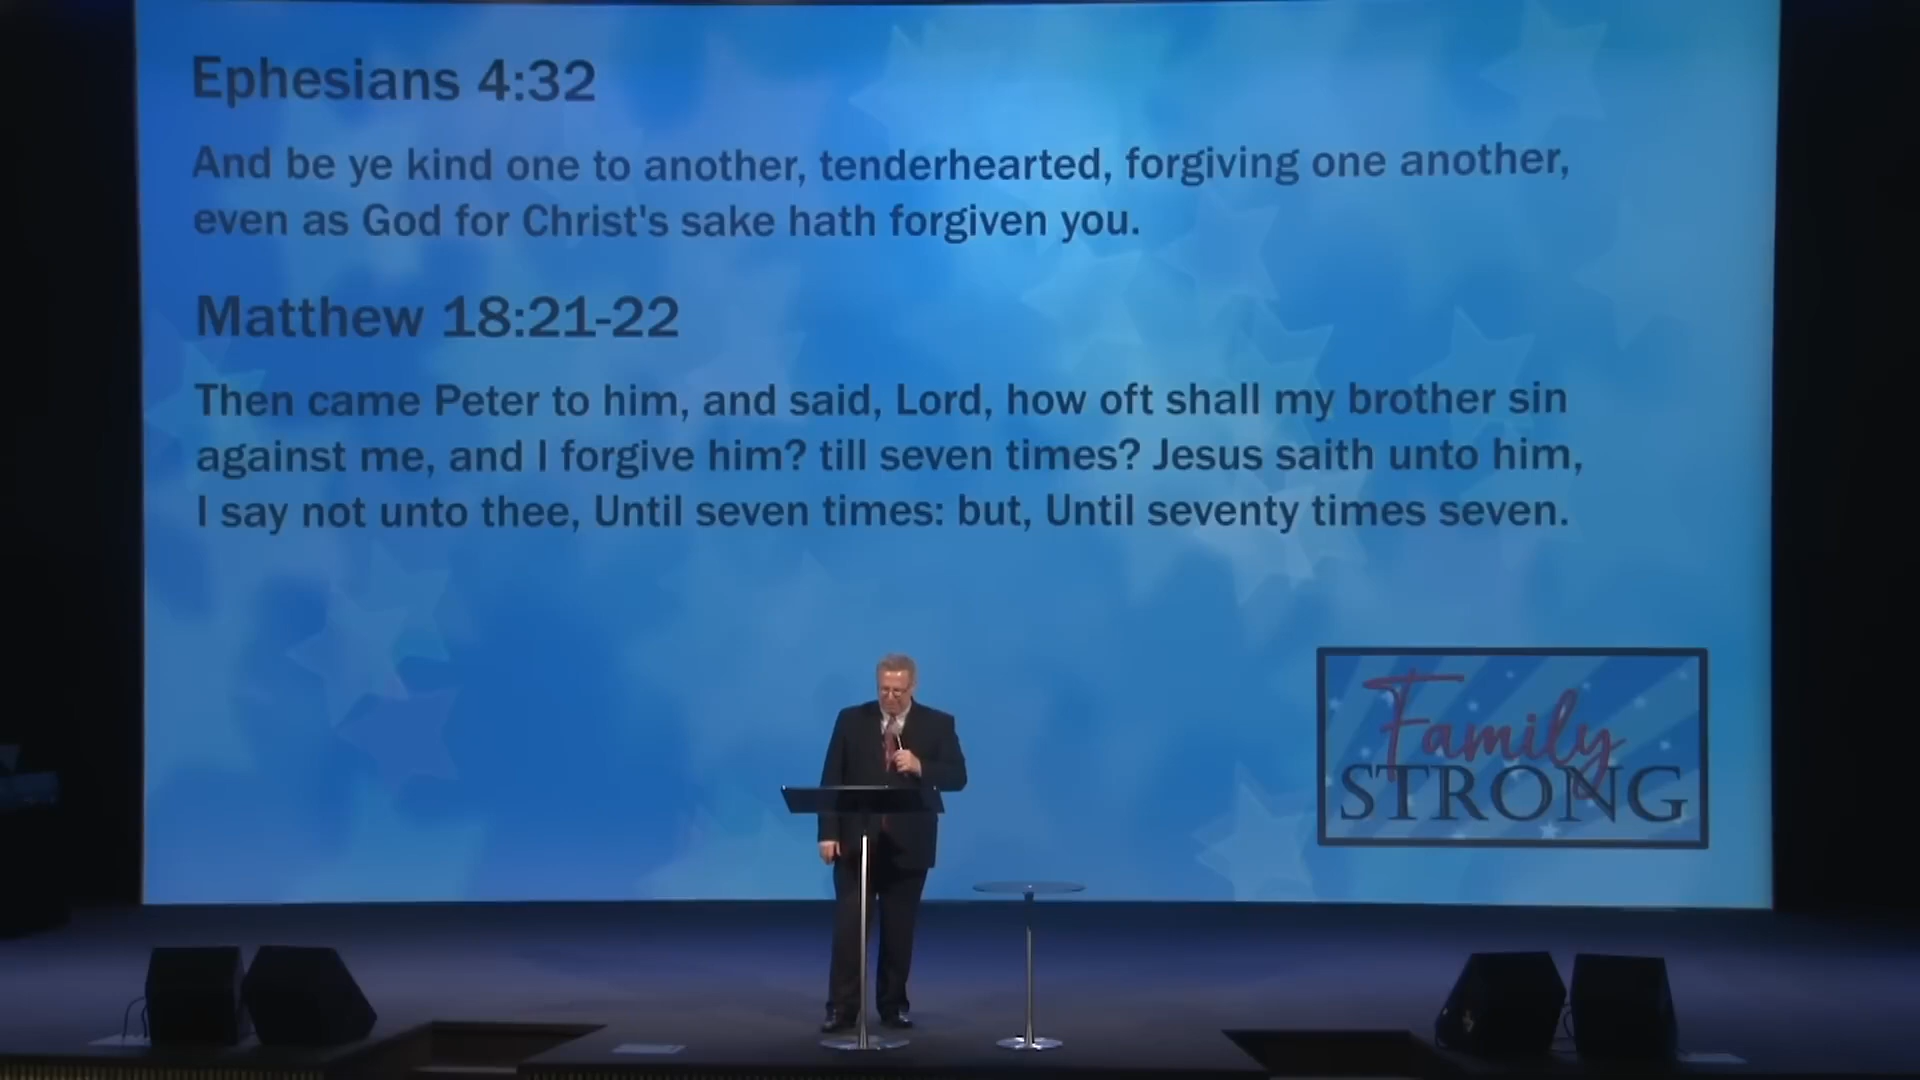 Ephesians 4:32
And be ye kind one to another, tenderhearted, forgiving one another,
even as God for Christ's sake hath forgiven you.
Matthew 18:21-22
Then came Peter to him, and said, Lord, how oft shall my brother sin
against me, and I forgive him? till seven times? Jesus saith unto him,
I say not unto thee, Until seven times: but, Until seventy times seven.
Family
STRONG